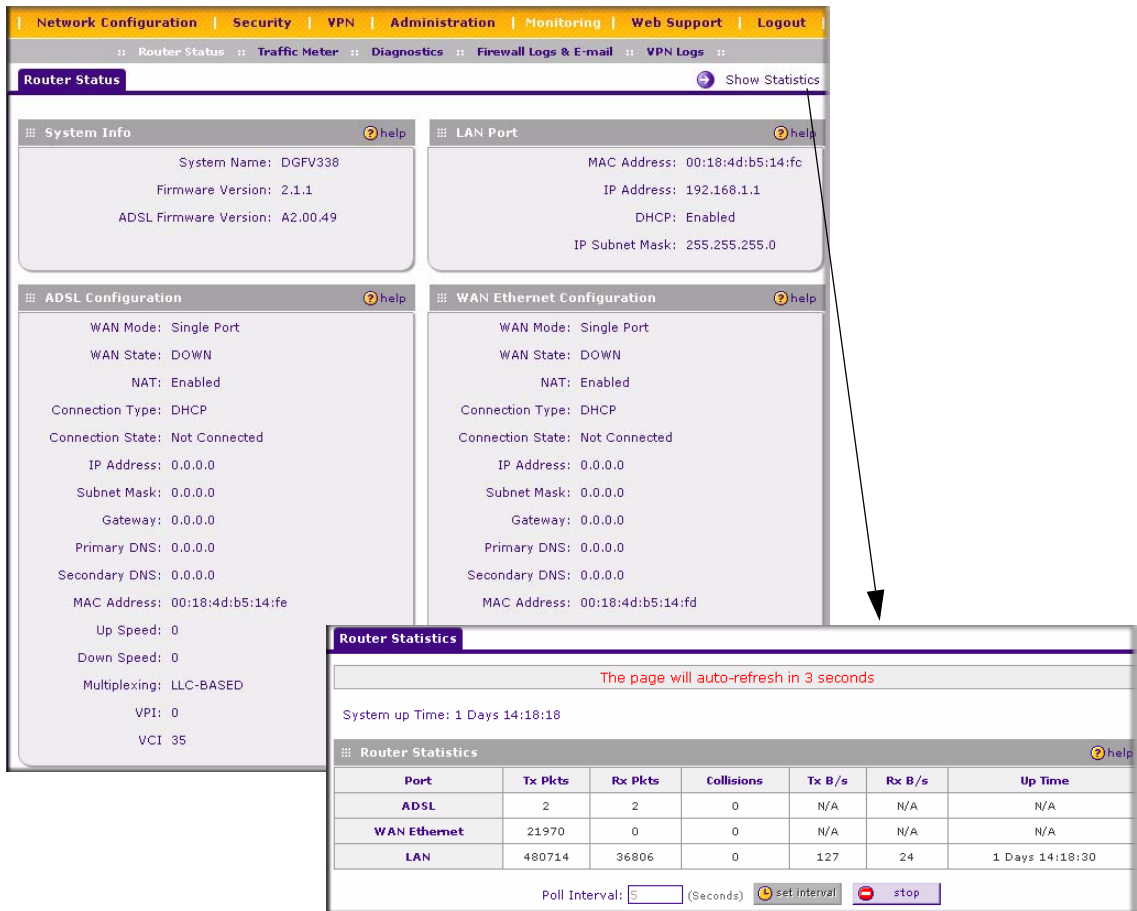 Network Configuration | Security | VPN | Administration | Monitoring | Web Support | Logout
:: Router Status :: Traffic Meter :: Diagnostics :: Firewall Logs & E-mail :: VPN Logs ::
Router Status
Show Statistics
System Info
help
System Name: DGFV338
Firmware Version: 2.1.1
ADSL Firmware Version: A2.00.49
LAN Port
help
MAC Address: 00:18:4d:b5:14:fc
IP Address: 192.168.1.1
DHCP: Enabled
IP Subnet Mask: 255.255.255.0
ADSL Configuration
help
WAN Mode: Single Port
WAN State: DOWN
NAT: Enabled
Connection Type: DHCP
Connection State: Not Connected
IP Address: 0.0.0.0
Subnet Mask: 0.0.0.0
Gateway: 0.0.0.0
Primary DNS: 0.0.0.0
Secondary DNS: 0.0.0.0
MAC Address: 00:18:4d:b5:14:fe
Up Speed: 0
Down Speed: 0
Multiplexing: LLC-BASED
VPI: 0
VCI 35
WAN Ethernet Configuration
help
WAN Mode: Single Port
WAN State: DOWN
NAT: Enabled
Connection Type: DHCP
Connection State: Not Connected
IP Address: 0.0.0.0
Subnet Mask: 0.0.0.0
Gateway: 0.0.0.0
Primary DNS: 0.0.0.0
Secondary DNS: 0.0.0.0
MAC Address: 00:18:4d:b5:14:fd
Router Statistics
The page will auto-refresh in 3 seconds
System up Time: 1 Days 14:18:18
Router Statistics
help
Port Tx Pkts Rx Pkts Collisions Tx B/s Rx B/s Up Time
ADSL 2 2 0 N/A N/A N/A
WAN Ethernet 21970 0 0 N/A N/A N/A
LAN 480714 36806 0 127 24 1 Days 14:18:30
Poll Interval: 5 (Seconds) set interval stop